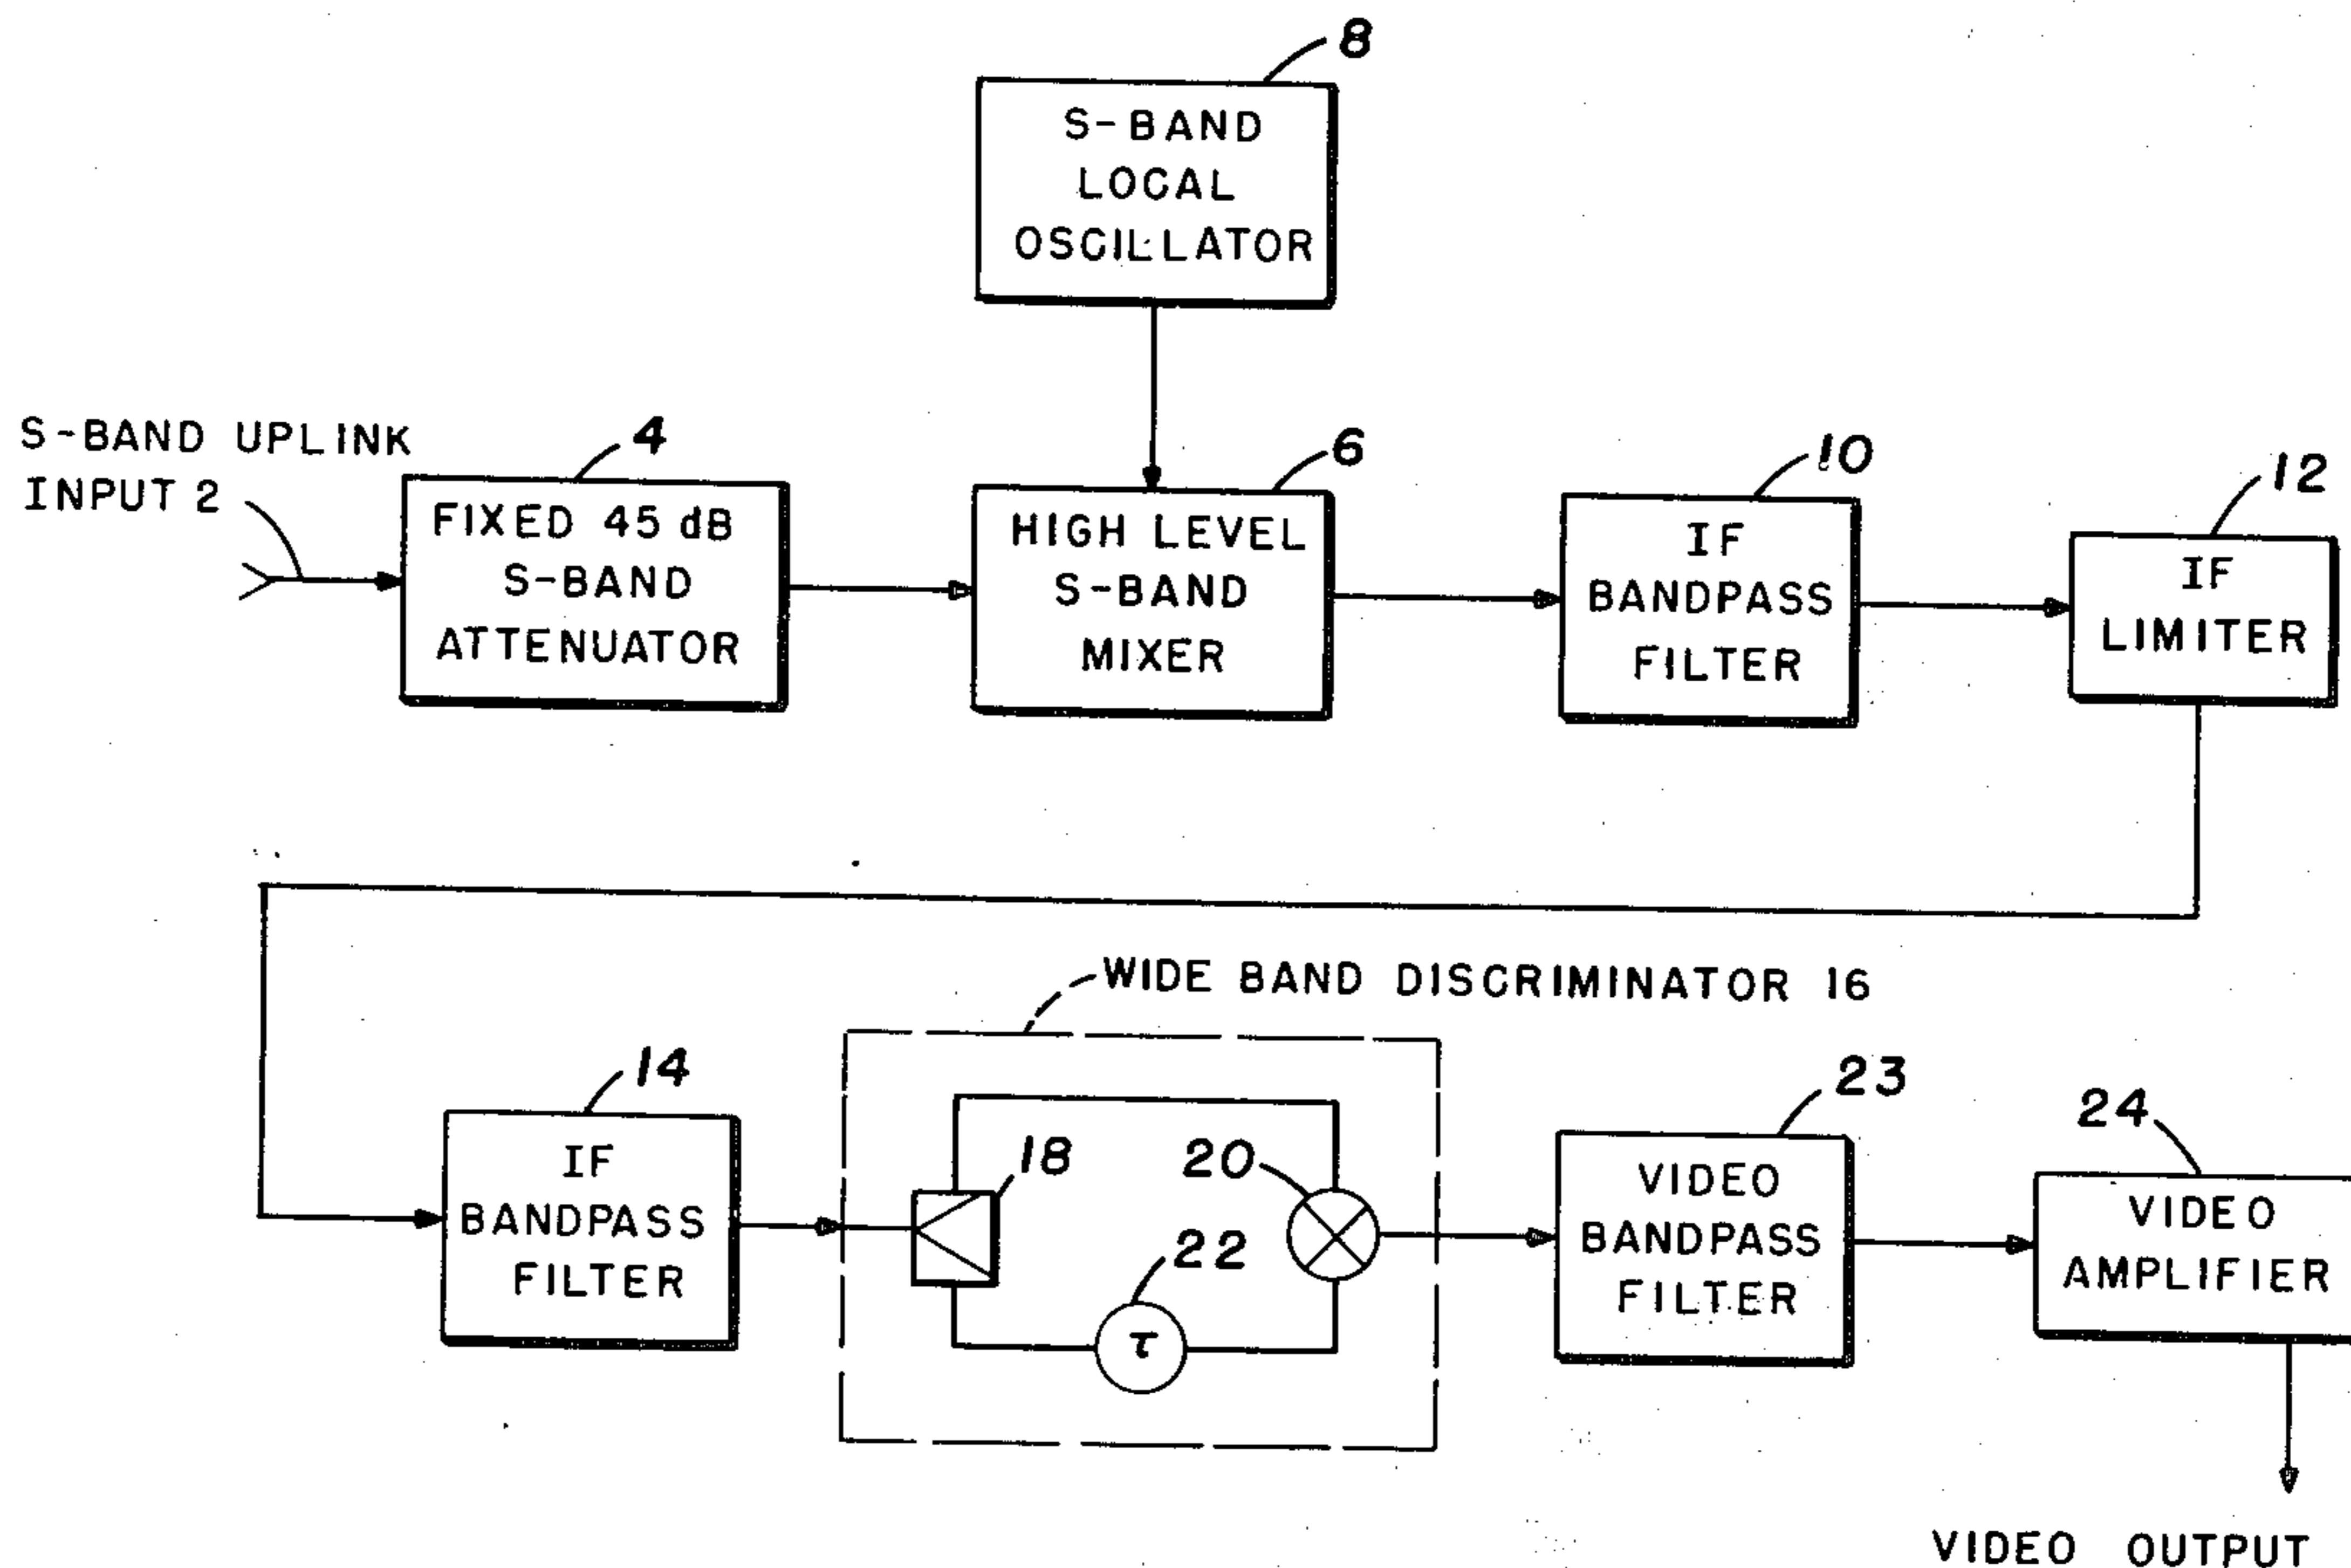 8
S-BAND
LOCAL
OSCILLATOR
S-BAND UPLINK
INPUT 2
4
FIXED 45 dB
S-BAND
ATTENUATOR
6
HIGH LEVEL
S-BAND
MIXER
10
IF
BANDPASS
FILTER
12
IF
LIMITER
WIDE BAND DISCRIMINATOR 16
14
IF
BANDPASS
FILTER
18
20
22
τ
23
VIDEO
BANDPASS
FILTER
24
VIDEO
AMPLIFIER
VIDEO OUTPUT